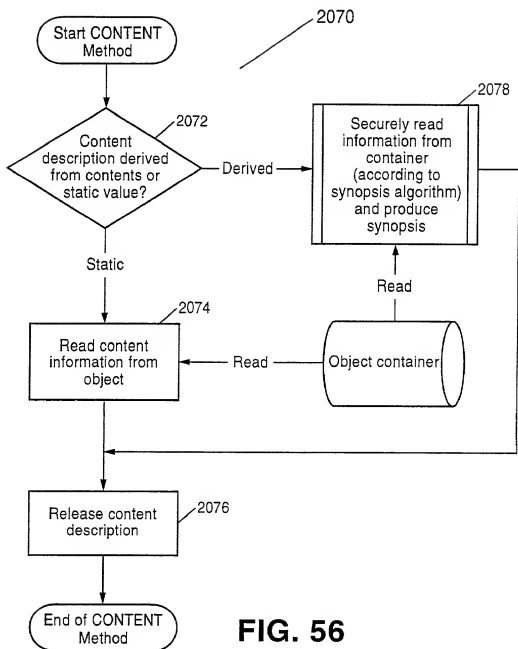 2070
Start CONTENT
Method
2072
Content
description derived
from contents or
static value?
Derived
2078
Securely read
information from
container
(according to
synopsis algorithm)
and produce
synopsis
Static
Read
2074
Read content
information from
object
Read
Object container
Release content
description
2076
End of CONTENT
Method
FIG. 56